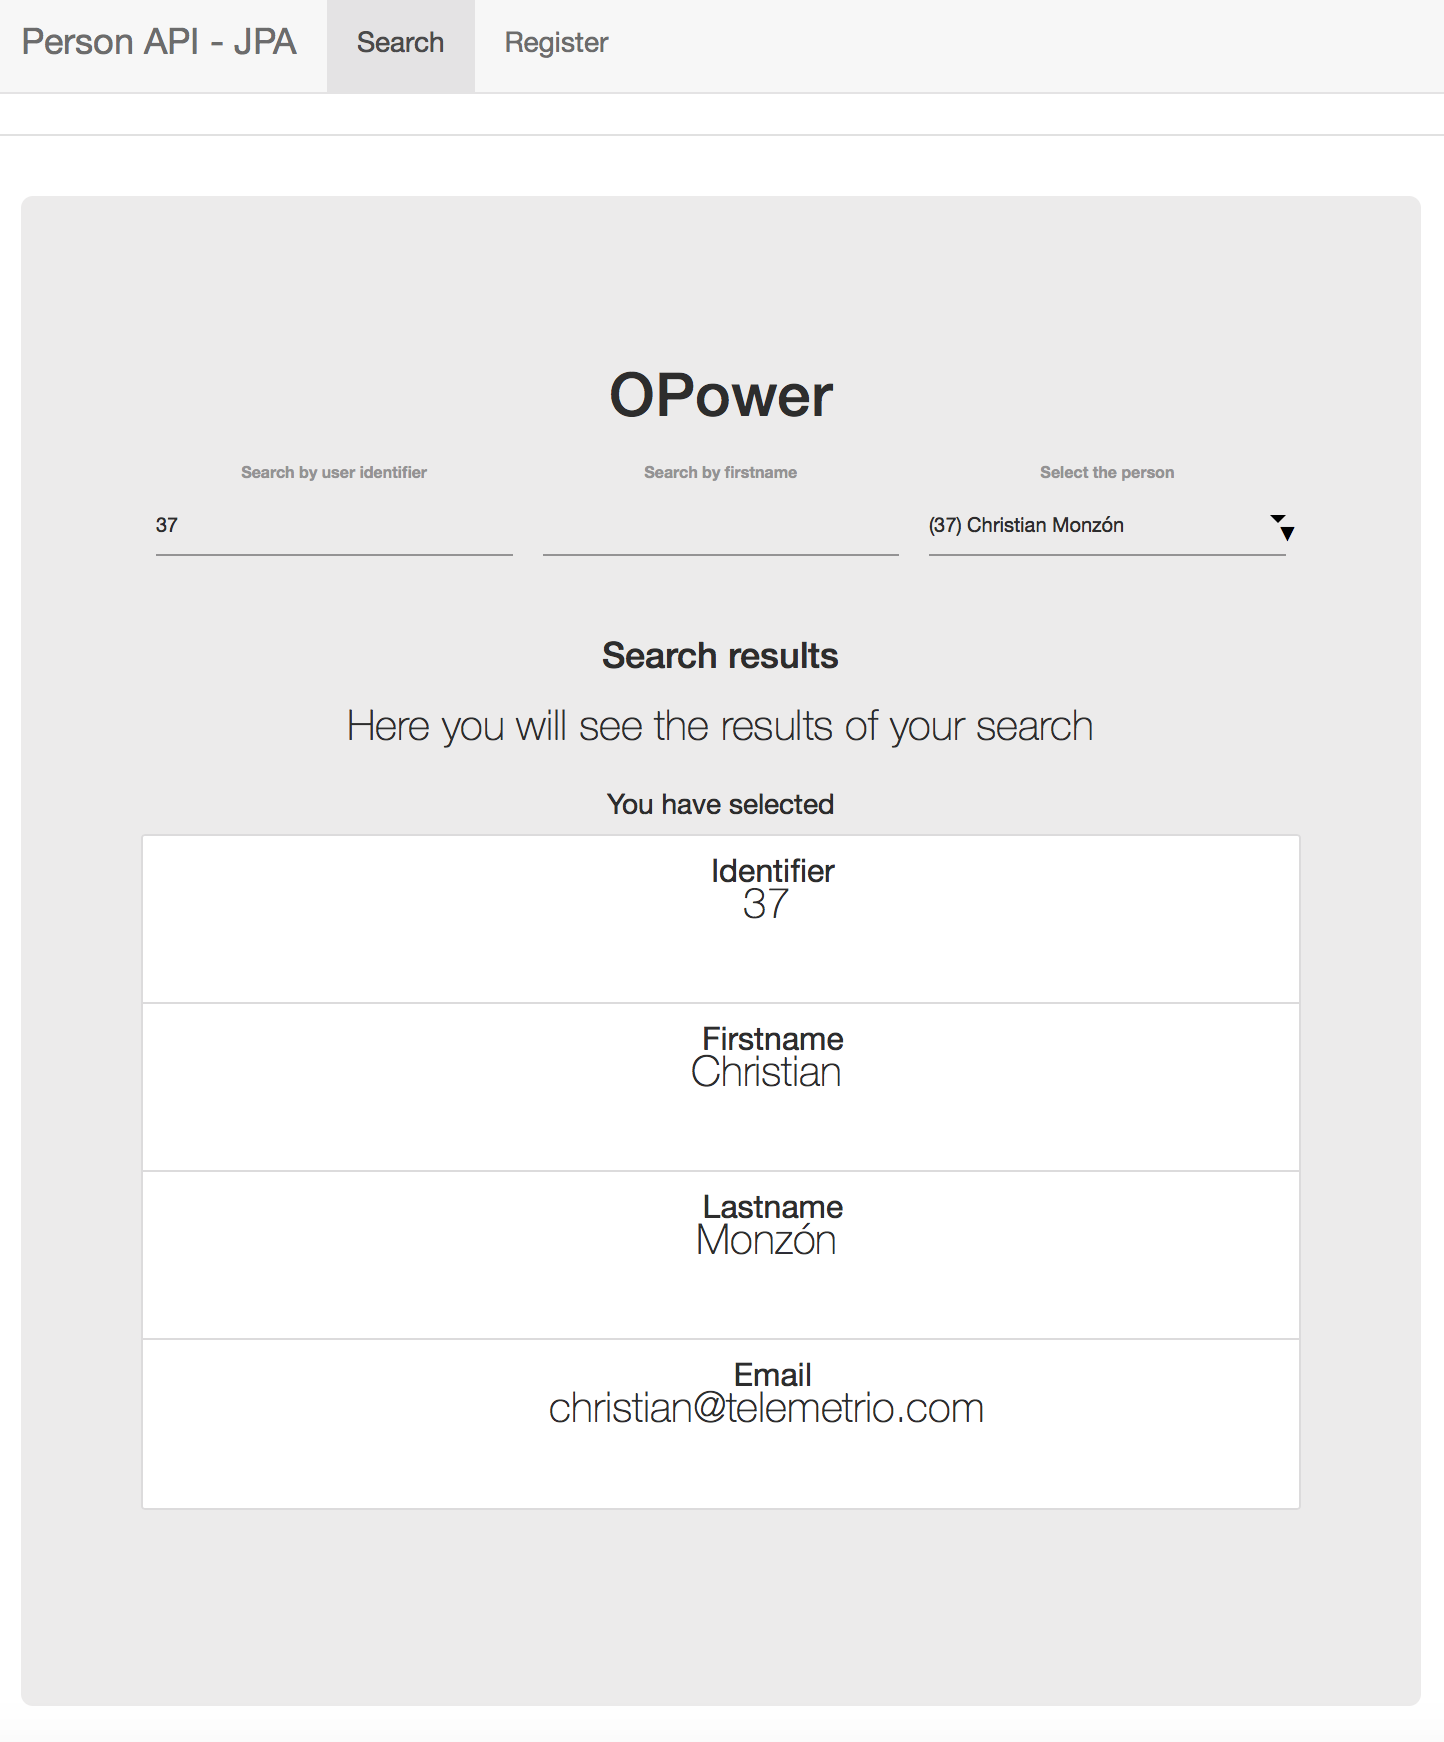 Person API - JPA Search Register
OPower
Search by user identifier Search by firstname Select the person
37 (37) Christian Monzón
Search results
Here you will see the results of your search
You have selected
Identifier
37
Firstname
Christian
Lastname
Monzón
Email
christian@telemetrio.com